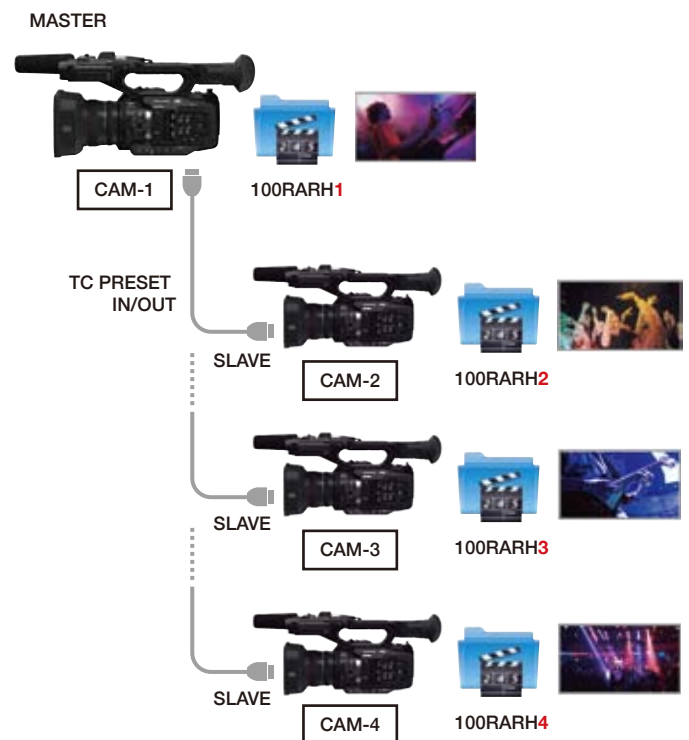 MASTER
CAM-1
100RARH1
TC PRESET
IN/OUT
SLAVE
CAM-2
100RARH2
SLAVE
CAM-3
100RARH3
SLAVE
CAM-4
100RARH4